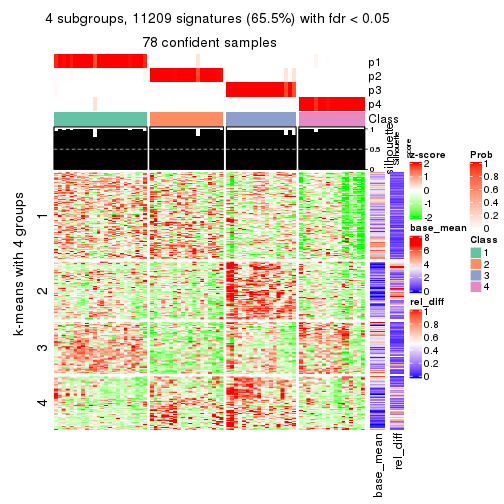 4 subgroups, 11209 signatures (65.5%) with fdr < 0.05
78 confident samples
p1
p2
p3
p4
Class
1
0.5
0
silhouette
Silhouette
score
k-means with 4 groups
1
2
3
4
base_mean
rel_diff
z-score
2
1
0
-1
-2
base_mean
8
6
4
2
0
rel_diff
1
0.8
0.6
0.4
0.2
0
Prob
1
0.8
0.6
0.4
0.2
0
Class
1
2
3
4